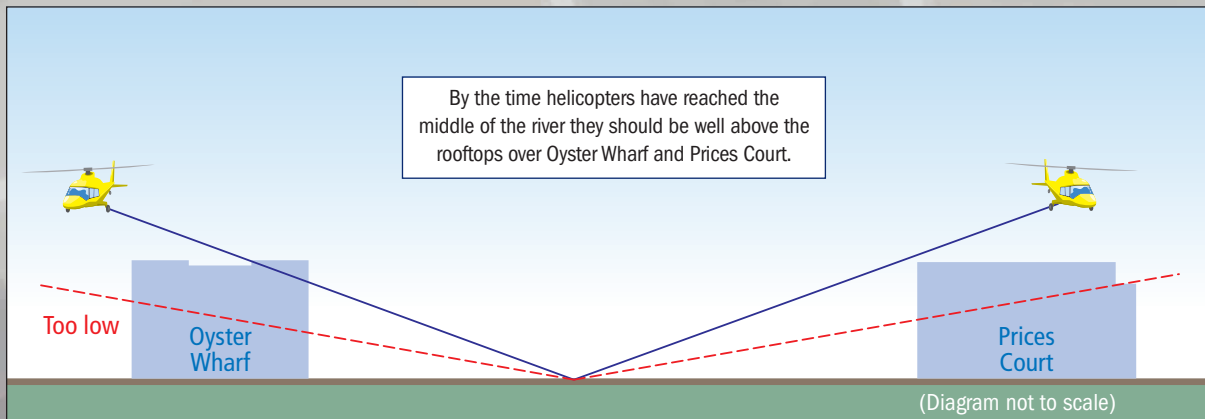 By the time helicopters have reached the
middle of the river they should be well above the
rooftops over Oyster Wharf and Prices Court.
Too low
Oyster
Wharf
Prices
Court
(Diagram not to scale)